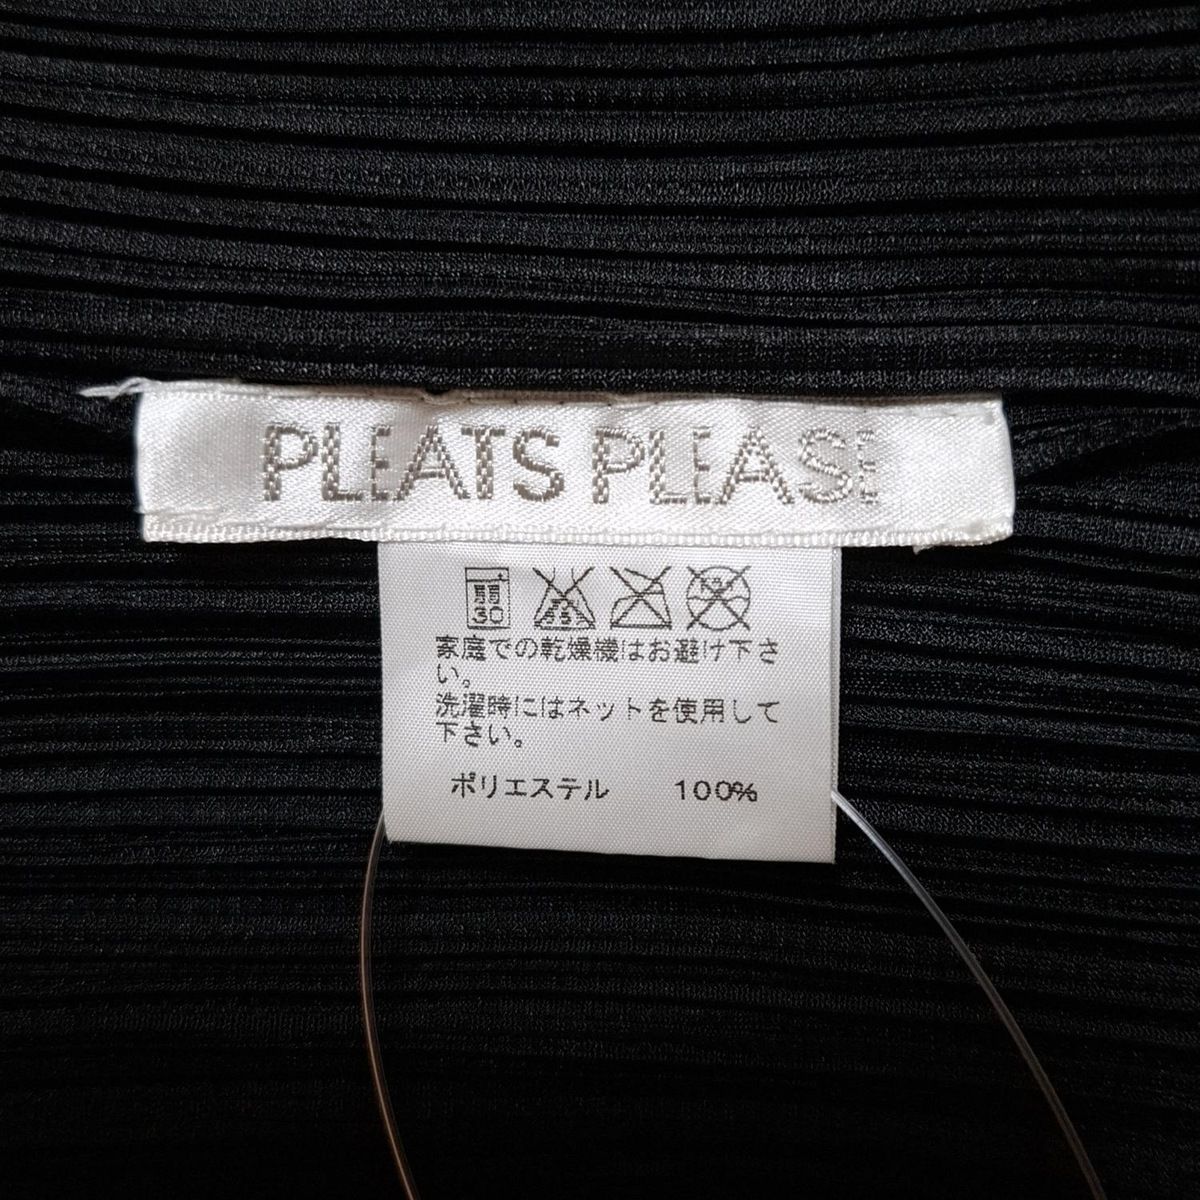 PLEATS PLEASE
弱
30
家庭での乾燥機はお避け下さ
い。
洗濯時にはネットを使用して
下さい。
ポリエステル 100%